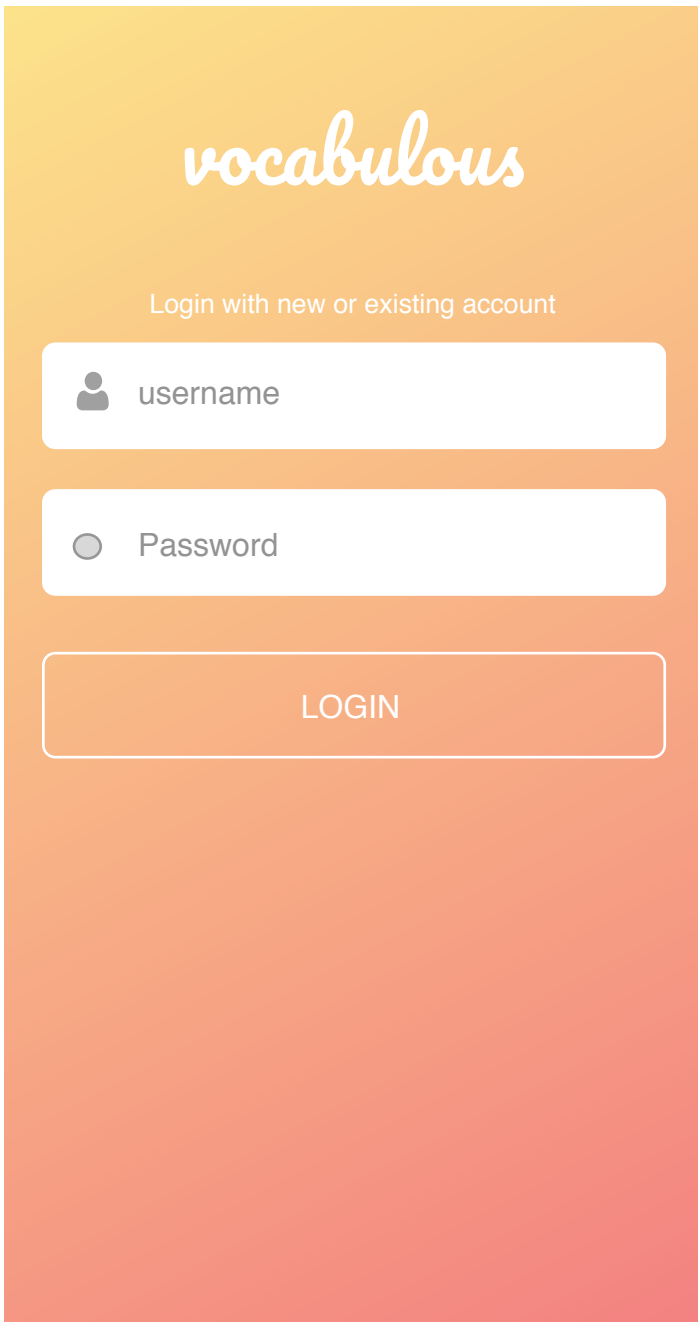 vocabulous
Login with new or existing account
username
Password
LOGIN